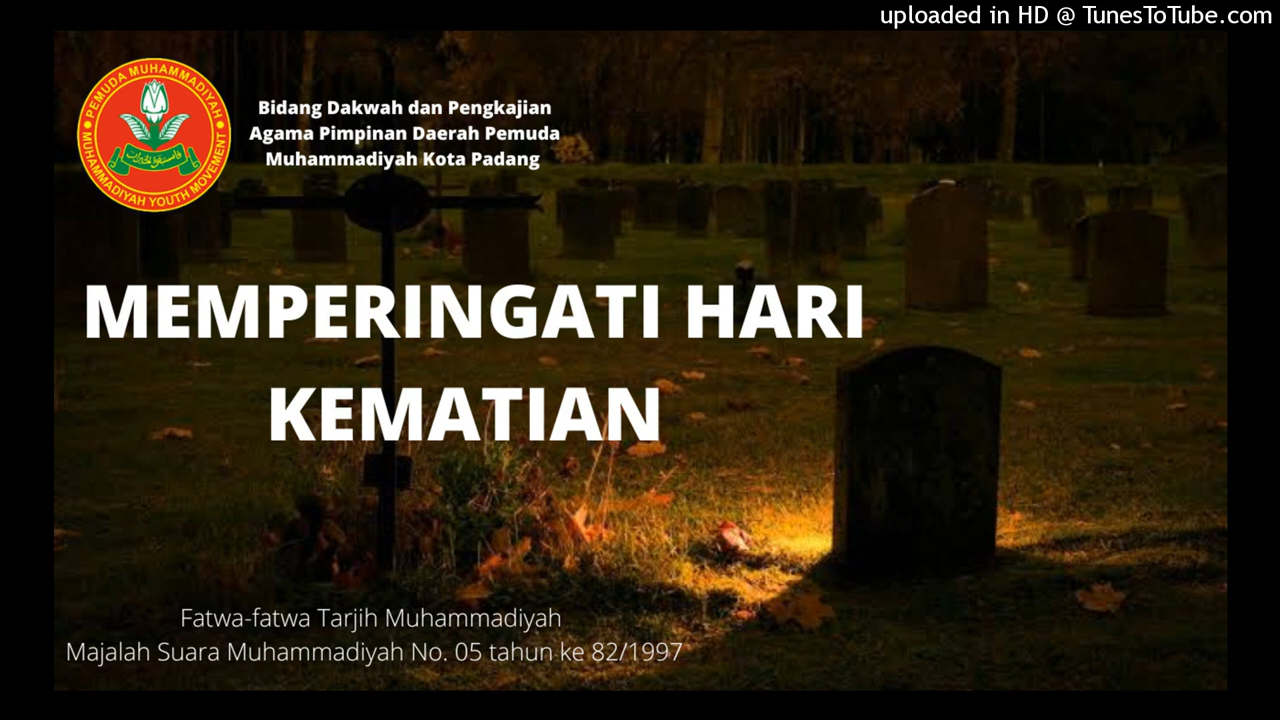 uploaded in HD @ TunesToTube.com
PEMUDA MUHAMMADIYAH
MUHAMMADIYAH YOUTH MOVEMENT
Bidang Dakwah dan Pengkajian
Agama Pimpinan Daerah Pemuda
Muhammadiyah Kota Padang
MEMPERINGATI HARI
KEMATIAN
Fatwa-fatwa Tarjih Muhammadiyah
Majalah Suara Muhammadiyah No. 05 tahun ke 82/1997